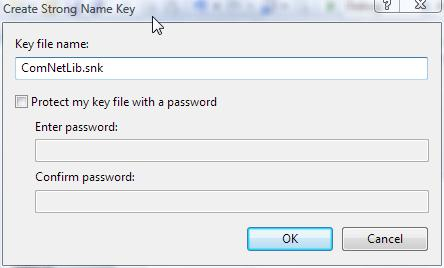 Create Strong Name Key
Key file name:
ComNetLib.snk
Protect my key file with a password
Enter password:
Confirm password:
OK
Cancel